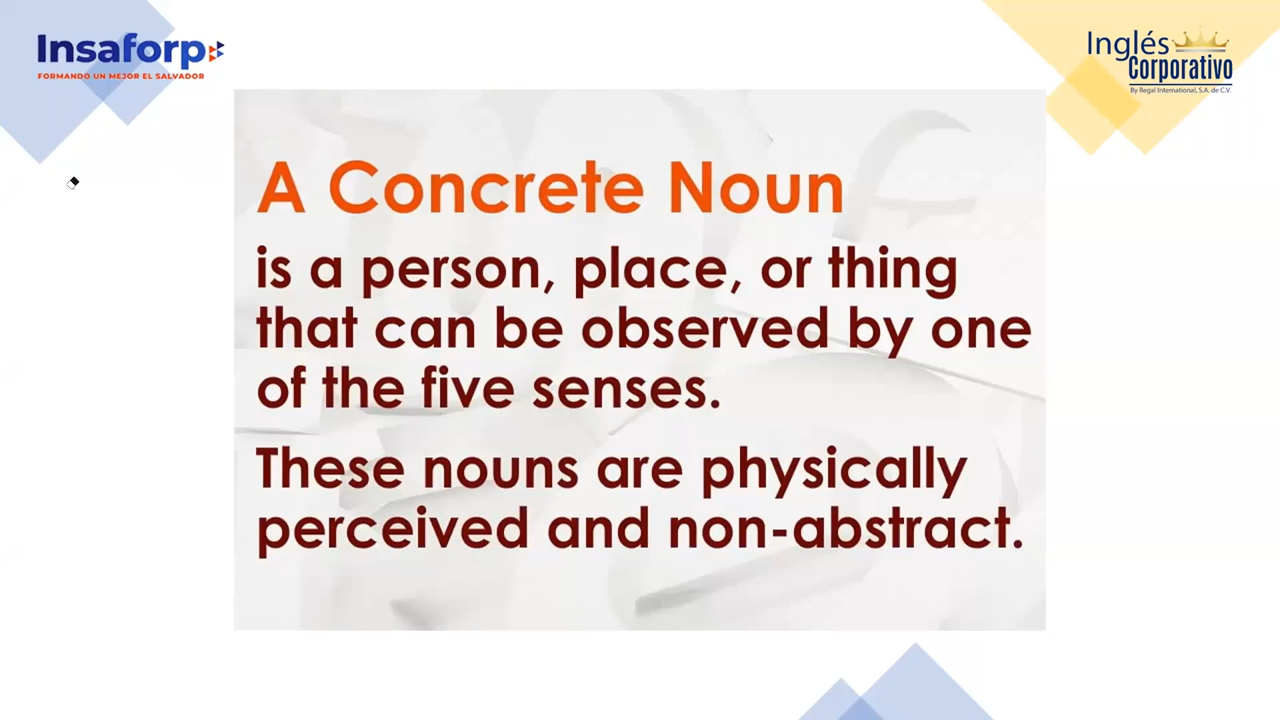 Insaforp
FORMANDO UN MEJOR EL SALVADOR
Inglés
Corporativo
By Regal International, S.A. de C.V.
A Concrete Noun
is a person, place, or thing
that can be observed by one
of the five senses.
These nouns are physically
perceived and non-abstract.